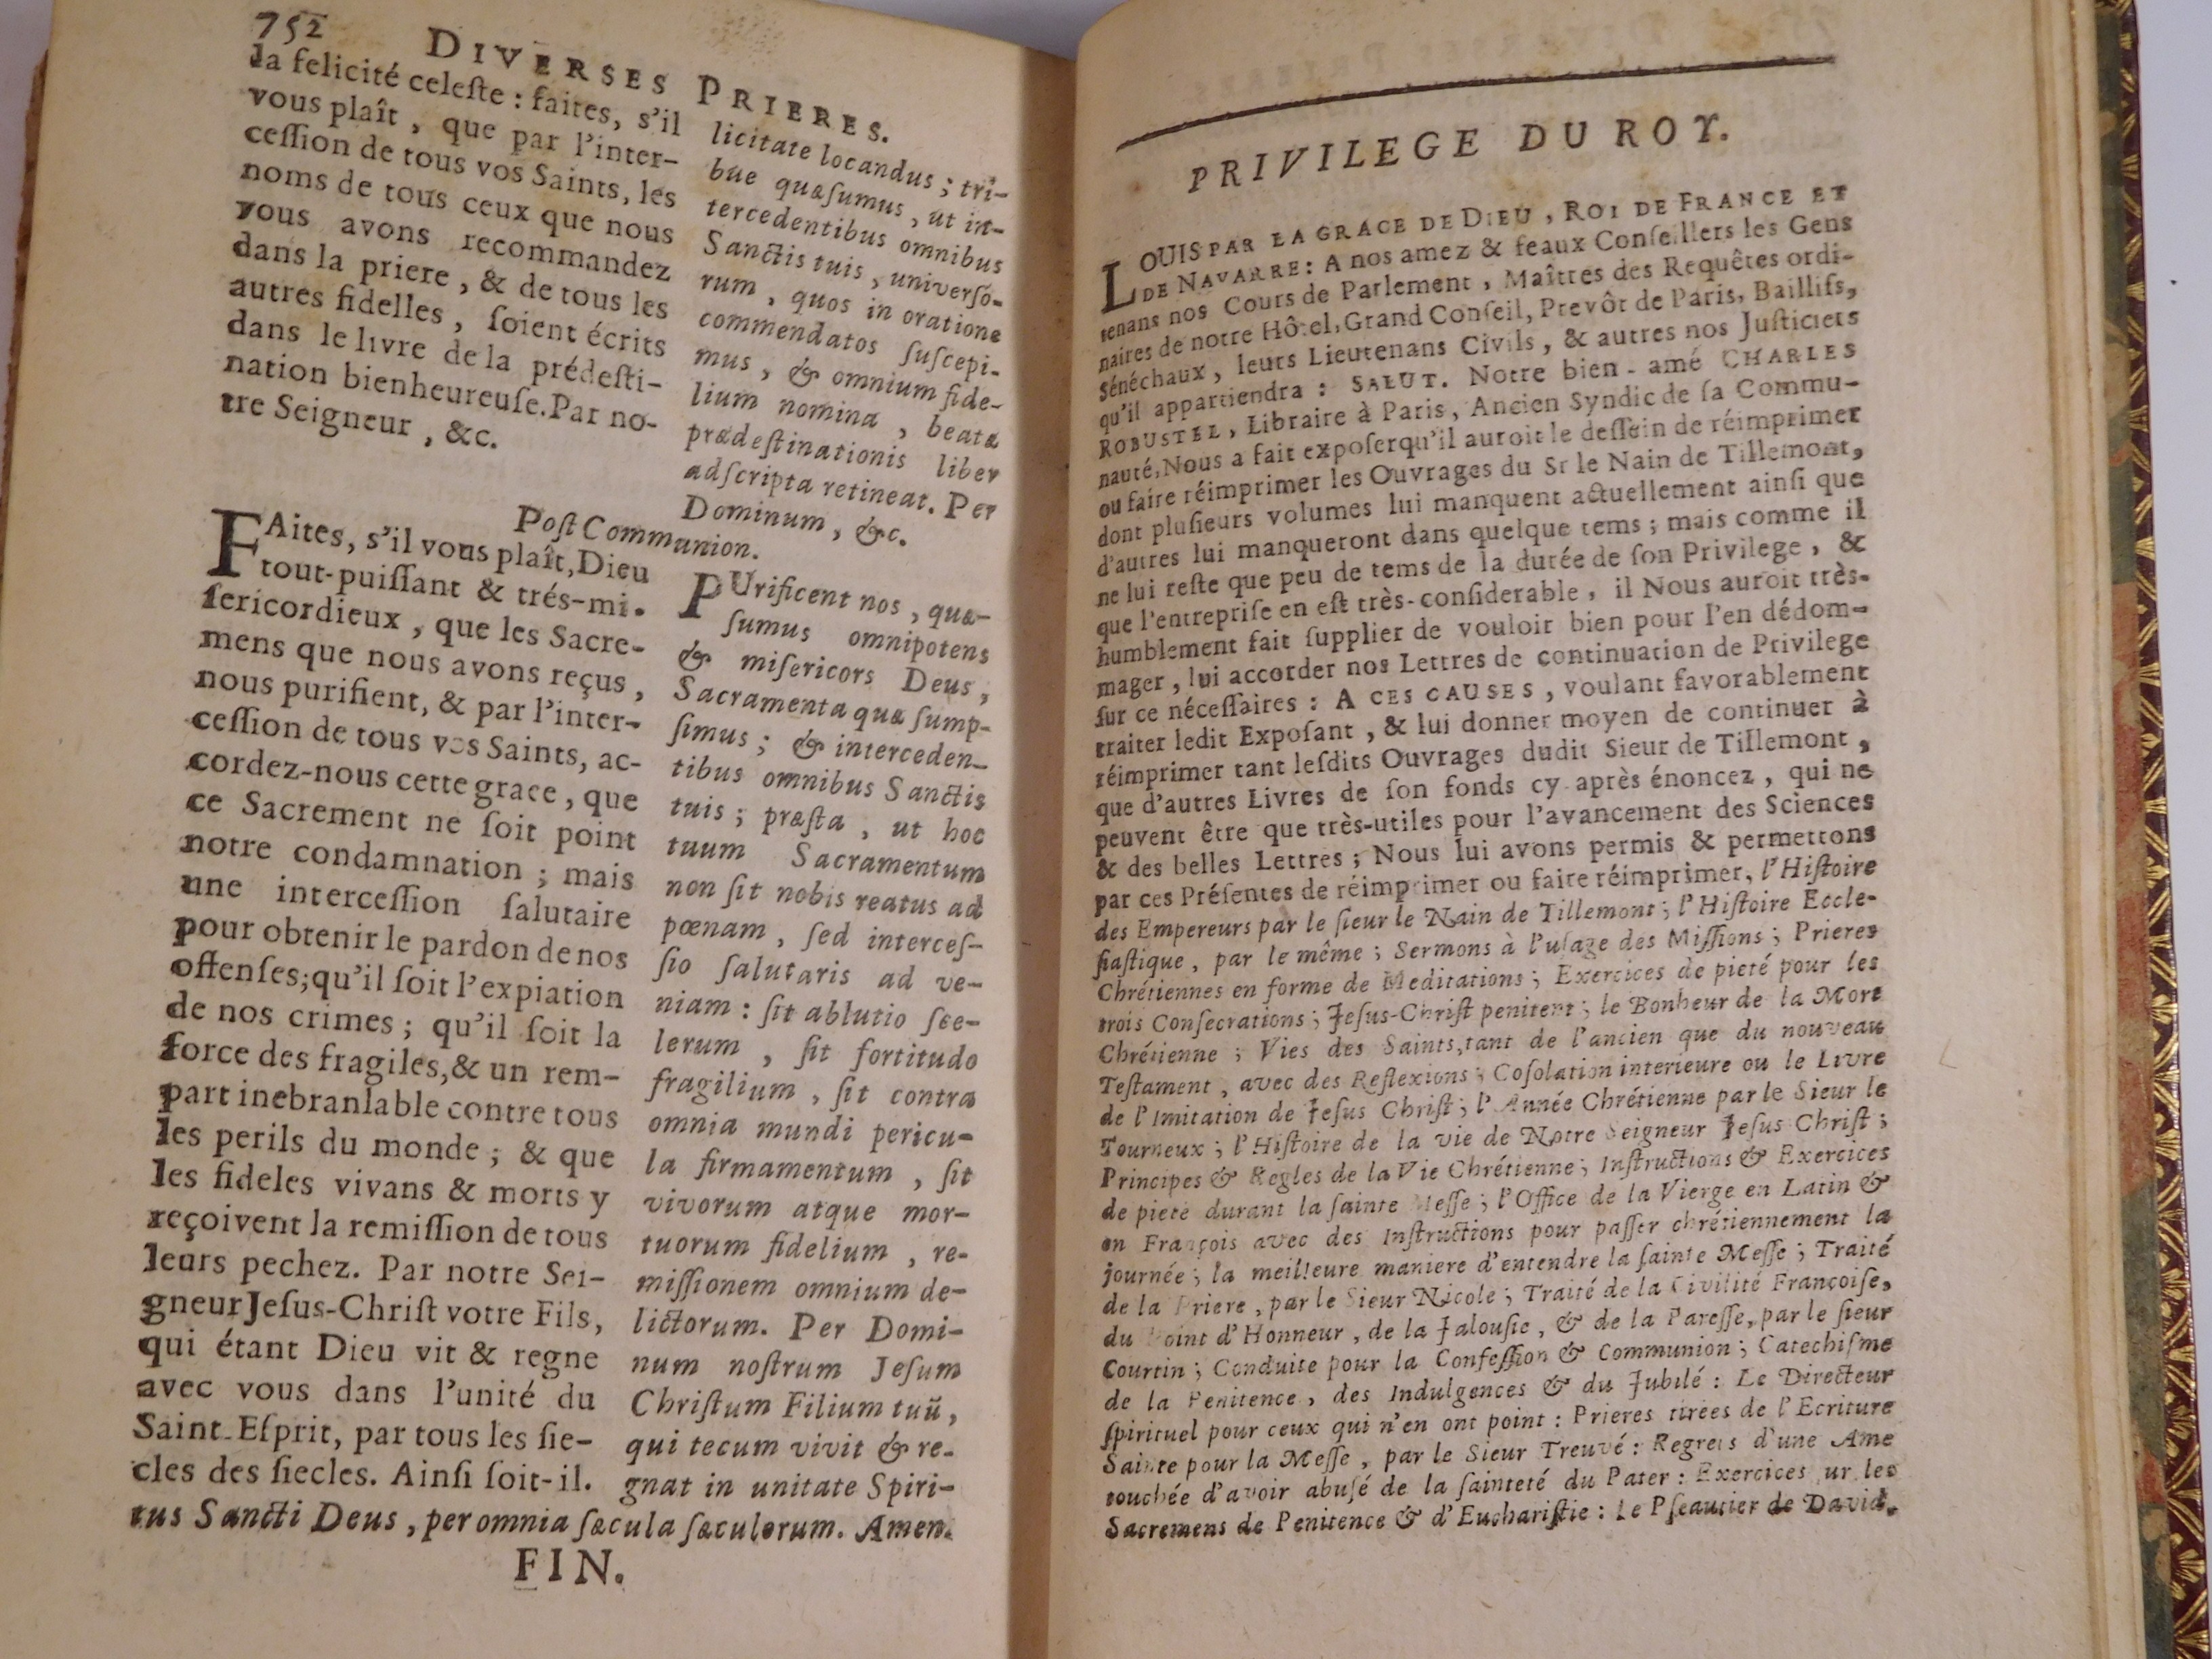 752 DIVERSES PRIERES.
la felicité celeſte : faites, s'il
vous plaît, que par l'inter-
ceſſion de tous vos Saints, les
noms de tous ceux que nous
vous avons recommandez
dans la priere, & de tous les
autres fidelles, ſoient écrits
dans le livre de la prédeſti-
nation bienheureuſe. Par no-
tre Seigneur, &c.
licitate locandus ; tri-
bue quæſumus, ut in-
tercedentibus omnibus
Sanctis tuis, univerſo-
rum, quos in oratione
commendatos ſuſcepi-
mus, & omnium fide-
lium nomina, beatæ
prædeſtinationis liber
adſcripta retineat. Per
Dominum, &c.
Poſt Communion.
FAites, s'il vous plaît, Dieu
tout-puiſſant & trés-mi-
ſericordieux, que les Sacre-
mens que nous avons reçus,
nous purifient, & par l'inter-
ceſſion de tous vos Saints, ac-
cordez-nous cette grace, que
ce Sacrement ne ſoit point
notre condamnation ; mais
une interceſſion ſalutaire
pour obtenir le pardon de nos
offenſes; qu'il ſoit l'expiation
de nos crimes ; qu'il ſoit la
force des fragiles, & un rem-
part inebranlable contre tous
les perils du monde ; & que
les fideles vivans & morts y
reçoivent la remiſſion de tous
leurs pechez. Par notre Sei-
gneur Jeſus-Chriſt votre Fils,
qui étant Dieu vit & regne
avec vous dans l'unité du
Saint-Eſprit, par tous les ſie-
cles des ſiecles. Ainſi ſoit-il.
PUrificent nos, quæ-
ſumus omnipotens
& miſericors Deus,
Sacramenta quæ ſump-
ſimus ; & interceden-
tibus omnibus Sanctis
tuis ; præſta, ut hoc
tuum Sacramentum
non ſit nobis reatus ad
pœnam, ſed interceſ-
ſio ſalutaris ad ve-
niam : ſit ablutio ſce-
lerum, ſit fortitudo
fragilium, ſit contra
omnia mundi pericu-
la firmamentum, ſit
vivorum atque mor-
tuorum fidelium, re-
miſſionem omnium de-
lictorum. Per Domi-
num noſtrum Jeſum
Chriſtum Filium tuũ,
qui tecum vivit & re-
gnat in unitate Spiri-
tus Sancti Deus, per omnia ſæcula ſæculorum. Amen.
FIN.
PRIVILEGE DU ROY.
LOUIS PAR LA GRACE DE DIEU, ROI DE FRANCE ET
DE NAVARRE : A nos amez & feaux Conſeillers les Gens
tenans nos Cours de Parlement, Maîtres des Requêtes ordi-
naires de notre Hôtel, Grand Conſeil, Prevôt de Paris, Baillifs,
Sénéchaux, leurs Lieutenans Civils, & autres nos Juſticiers
qu'il appartiendra : SALUT. Notre bien-amé CHARLES
ROBUSTEL, Libraire à Paris, Ancien Syndic de ſa Commu-
nauté, Nous a fait expoſer qu'il auroit le deſſein de réimprimer
ou faire réimprimer les Ouvrages du Sr le Nain de Tillemont,
dont pluſieurs volumes lui manquent actuellement ainſi que
d'autres lui manqueront dans quelque tems ; mais comme il
ne lui reſte que peu de tems de la durée de ſon Privilege, &
que l'entrepriſe en eſt très-conſiderable, il Nous auroit très-
humblement fait ſupplier de vouloir bien pour l'en dédom-
mager, lui accorder nos Lettres de continuation de Privilege
ſur ce néceſſaires : A CES CAUSES, voulant favorablement
traiter ledit Expoſant, & lui donner moyen de continuer à
réimprimer tant leſdits Ouvrages dudit Sieur de Tillemont,
que d'autres Livres de ſon fonds cy après énoncez, qui ne
peuvent être que très-utiles pour l'avancement des Sciences
& des belles Lettres ; Nous lui avons permis & permettons
par ces Préſentes de réimprimer ou faire réimprimer, l'Hiſtoire
des Empereurs par le ſieur le Nain de Tillemont ; l'Hiſtoire Eccle-
ſiaſtique, par le même ; Sermons à l'uſage des Miſſions ; Prieres
Chrétiennes en forme de Meditations ; Exercices de pieté pour les
trois Conſecrations ; Jeſus-Chriſt penitent ; le Bonheur de la Mort
Chrétienne ; Vies des Saints, tant de l'ancien que du nouveau
Teſtament, avec des Reflexions ; Coſolation interieure ou le Livre
de l'Imitation de Jeſus Chriſt ; l'Année Chrétienne par le Sieur le
Tourneux ; l'Hiſtoire de la vie de Notre Seigneur Jeſus Chriſt ;
Principes & Regles de la Vie Chrétienne ; Inſtructions & Exercices
de pieté durant la ſainte Meſſe ; l'Office de la Vierge en Latin &
en François avec des Inſtructions pour paſſer chrétiennement la
journée ; la meilleure maniere d'entendre la ſainte Meſſe ; Traité
de la Priere, par le Sieur Nicole ; Traité de la Civilité Françoiſe,
du Point d'Honneur, de la Jalouſie, & de la Pareſſe, par le ſieur
Courtin ; Conduite pour la Confeſſion & Communion ; Catechiſme
de la Penitence, des Indulgences & du Jubilé : Le Directeur
ſpirituel pour ceux qui n'en ont point : Prieres tirées de l'Ecriture
Sainte pour la Meſſe, par le Sieur Treuvé : Regrets d'une Ame
touchée d'avoir abuſé de la ſainteté du Pater : Exercices ur les
Sacremens de Penitence & d'Euchariſtie : Le Pſeautier de David,